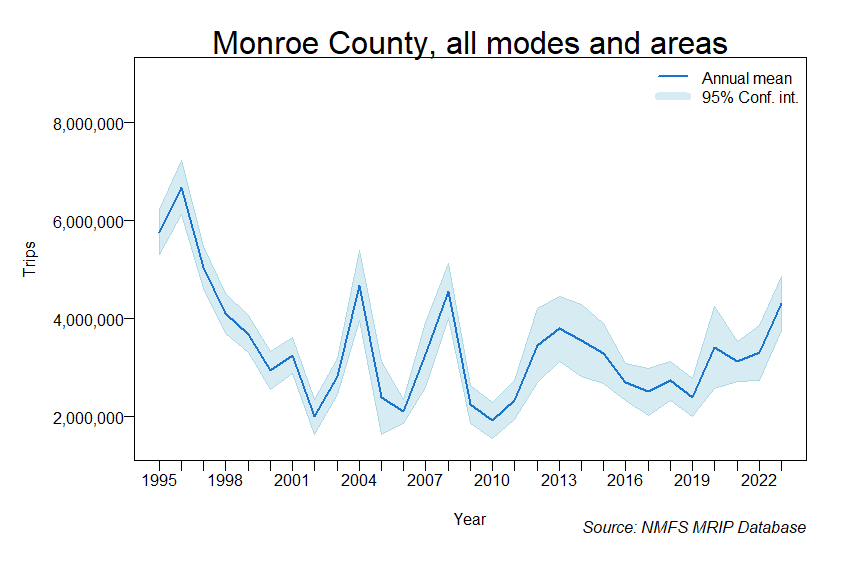 Monroe County, all modes and areas
Annual mean
95% Conf. int.
8,000,000
6,000,000
4,000,000
2,000,000
Trips
1995 1998 2001 2004 2007 2010 2013 2016 2019 2022
Year
Source: NMFS MRIP Database